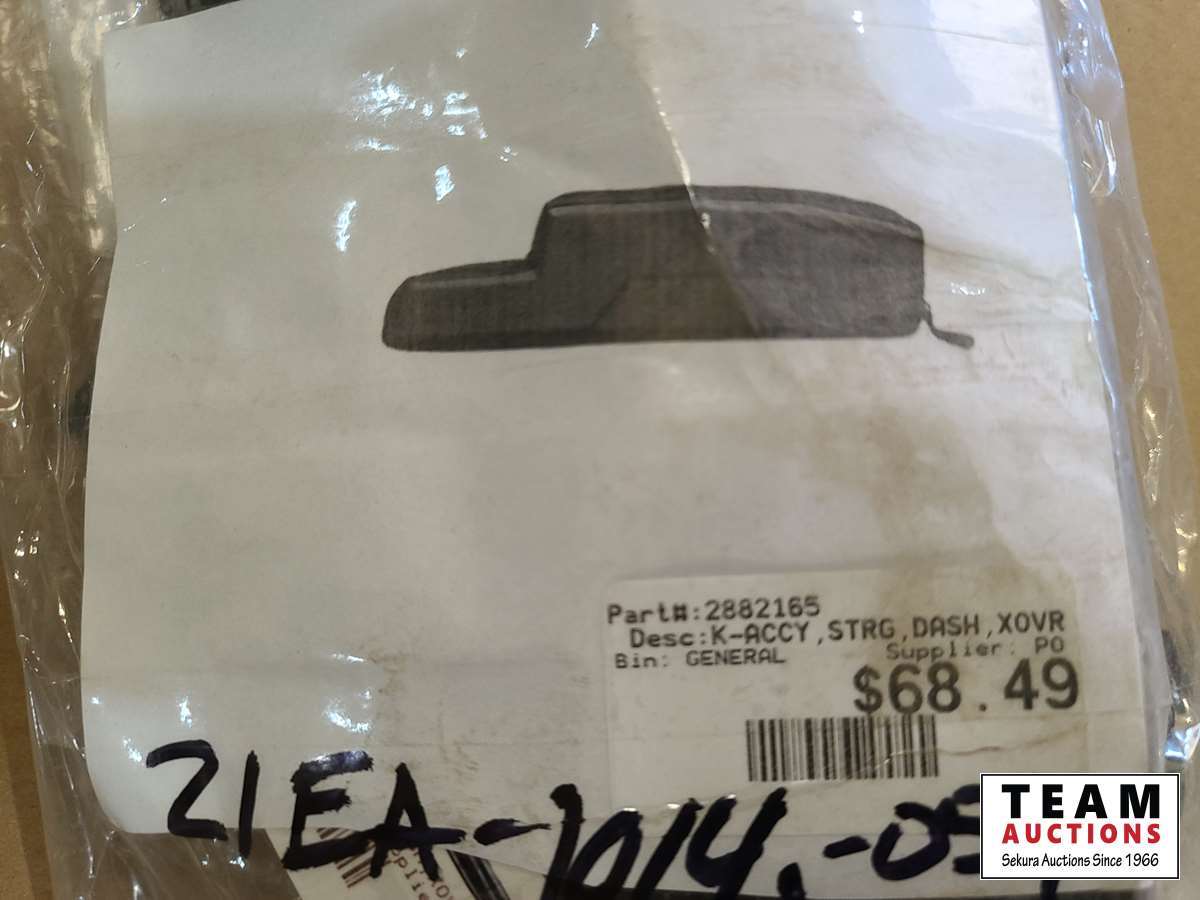 Part#:2882165
Desc:K-ACCY,STRG,DASH,XOVR
Bin: GENERAL Supplier: PO
$68.49
21EA-1014.-05
TEAM
AUCTIONS
Sekura Auctions Since 1966